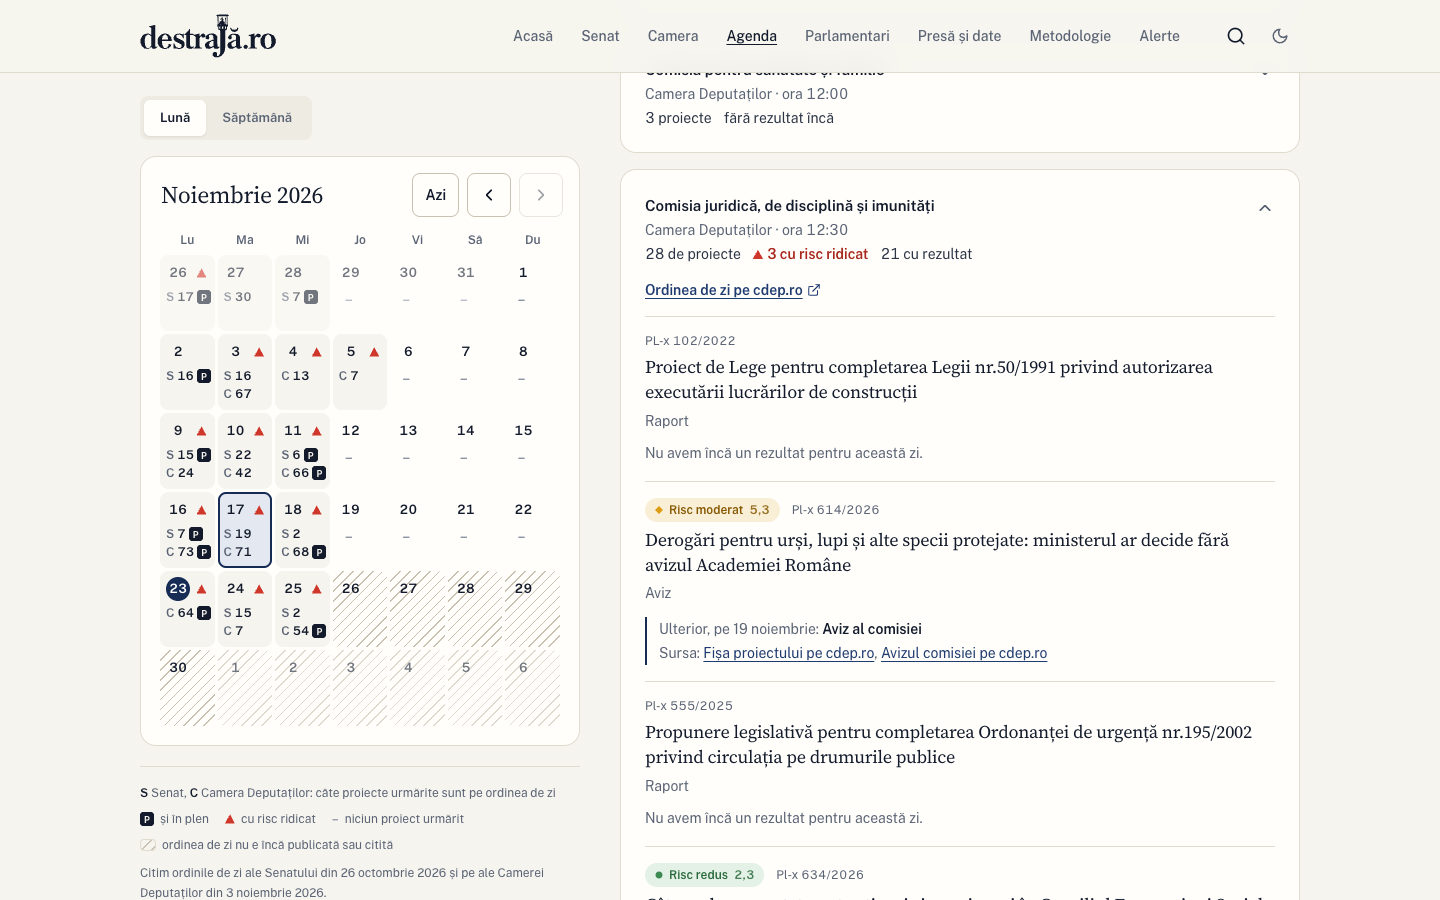 destrajă.ro
Acasă Senat Camera Agenda Parlamentari Presă și date Metodologie Alerte
Lună Săptămână
Noiembrie 2026
Azi
Lu Ma Mi Jo Vi Sâ Du
26 27 28 29 30 31 1
S 17 P S 30 S 7 P – – – –
2 3 4 5 6 7 8
S 16 P S 16 C 13 C 7 – – –
C 67
9 10 11 12 13 14 15
S 15 P S 22 S 6 P – – – –
C 24 C 42 C 66 P
16 17 18 19 20 21 22
S 7 P S 19 S 2 – – – –
C 73 P C 71 C 68 P
23 24 25 26 27 28 29
C 64 P S 15 S 2
C 7 C 54 P
30 1 2 3 4 5 6
S Senat, C Camera Deputaților: câte proiecte urmărite sunt pe ordinea de zi
P și în plen cu risc ridicat – niciun proiect urmărit
ordinea de zi nu e încă publicată sau citită
Citim ordinile de zi ale Senatului din 26 octombrie 2026 și pe ale Camerei
Deputaților din 3 noiembrie 2026.
Comisia pentru sănătate și familie
Camera Deputaților · ora 12:00
3 proiecte fără rezultat încă
Comisia juridică, de disciplină și imunități
Camera Deputaților · ora 12:30
28 de proiecte 3 cu risc ridicat 21 cu rezultat
Ordinea de zi pe cdep.ro
PL-x 102/2022
Proiect de Lege pentru completarea Legii nr.50/1991 privind autorizarea
executării lucrărilor de construcții
Raport
Nu avem încă un rezultat pentru această zi.
Risc moderat 5,3 Pl-x 614/2026
Derogări pentru urși, lupi și alte specii protejate: ministerul ar decide fără
avizul Academiei Române
Aviz
Ulterior, pe 19 noiembrie: Aviz al comisiei
Sursa: Fișa proiectului pe cdep.ro, Avizul comisiei pe cdep.ro
Pl-x 555/2025
Propunere legislativă pentru completarea Ordonanței de urgență nr.195/2002
privind circulația pe drumurile publice
Raport
Nu avem încă un rezultat pentru această zi.
Risc redus 2,3 Pl-x 634/2026